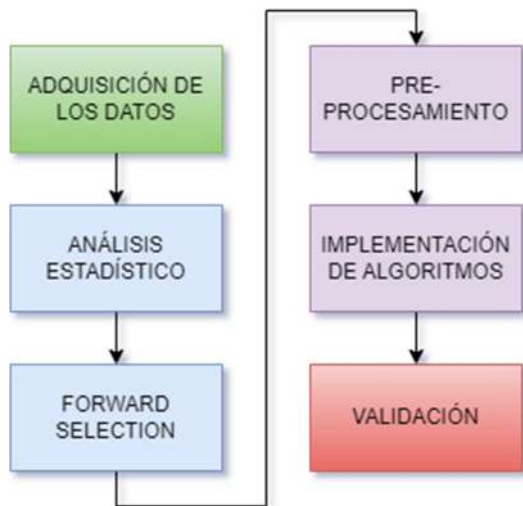 ADQUISICIÓN DE
LOS DATOS
ANÁLISIS
ESTADÍSTICO
FORWARD
SELECTION
PRE-
PROCESAMIENTO
IMPLEMENTACIÓN
DE ALGORITMOS
VALIDACIÓN